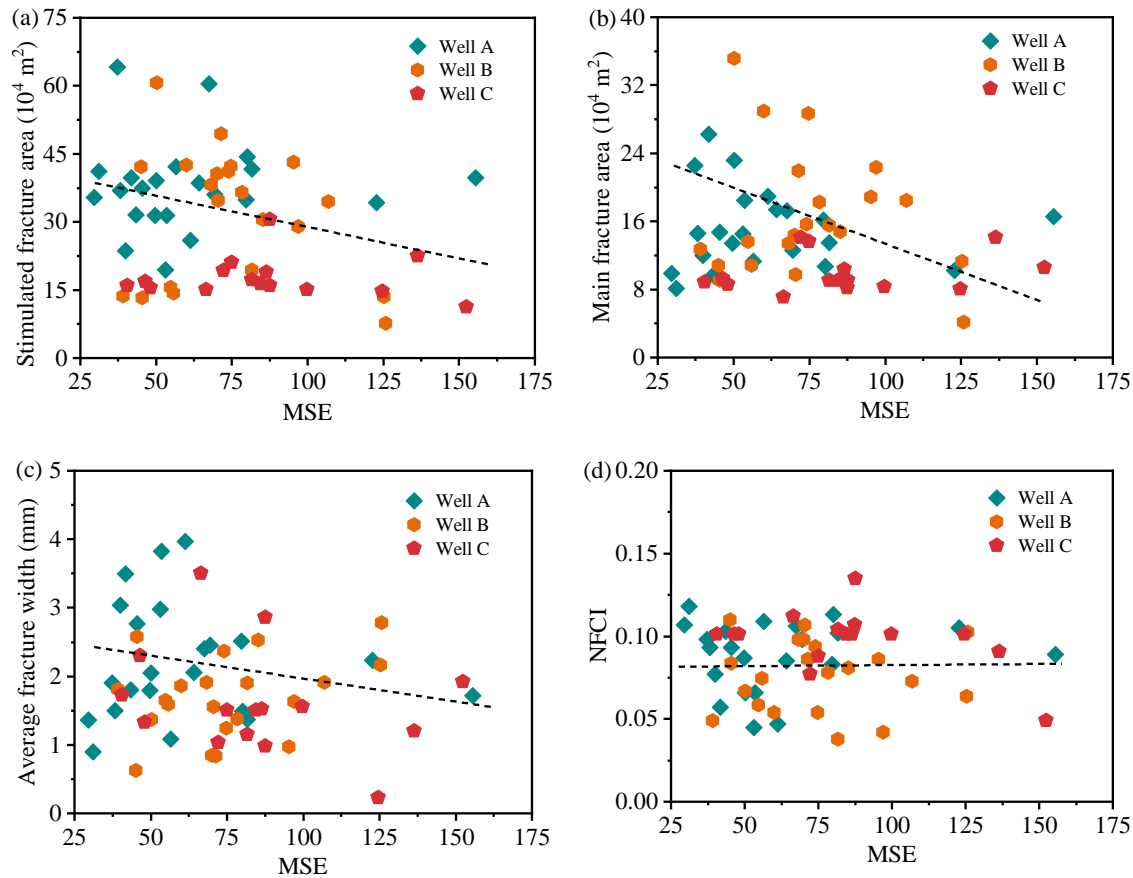 (a)
75
60
45
30
15
0
25 50 75 100 125 150 175
Stimulated fracture area (10⁴ m²)
MSE
Well A
Well B
Well C
(b)
40
32
24
16
8
0
25 50 75 100 125 150 175
Main fracture area (10⁴ m²)
MSE
Well A
Well B
Well C
(c)
5
4
3
2
1
0
25 50 75 100 125 150 175
Average fracture width (mm)
MSE
Well A
Well B
Well C
(d)
0.20
0.15
0.10
0.05
0.00
25 50 75 100 125 150 175
NFCI
MSE
Well A
Well B
Well C